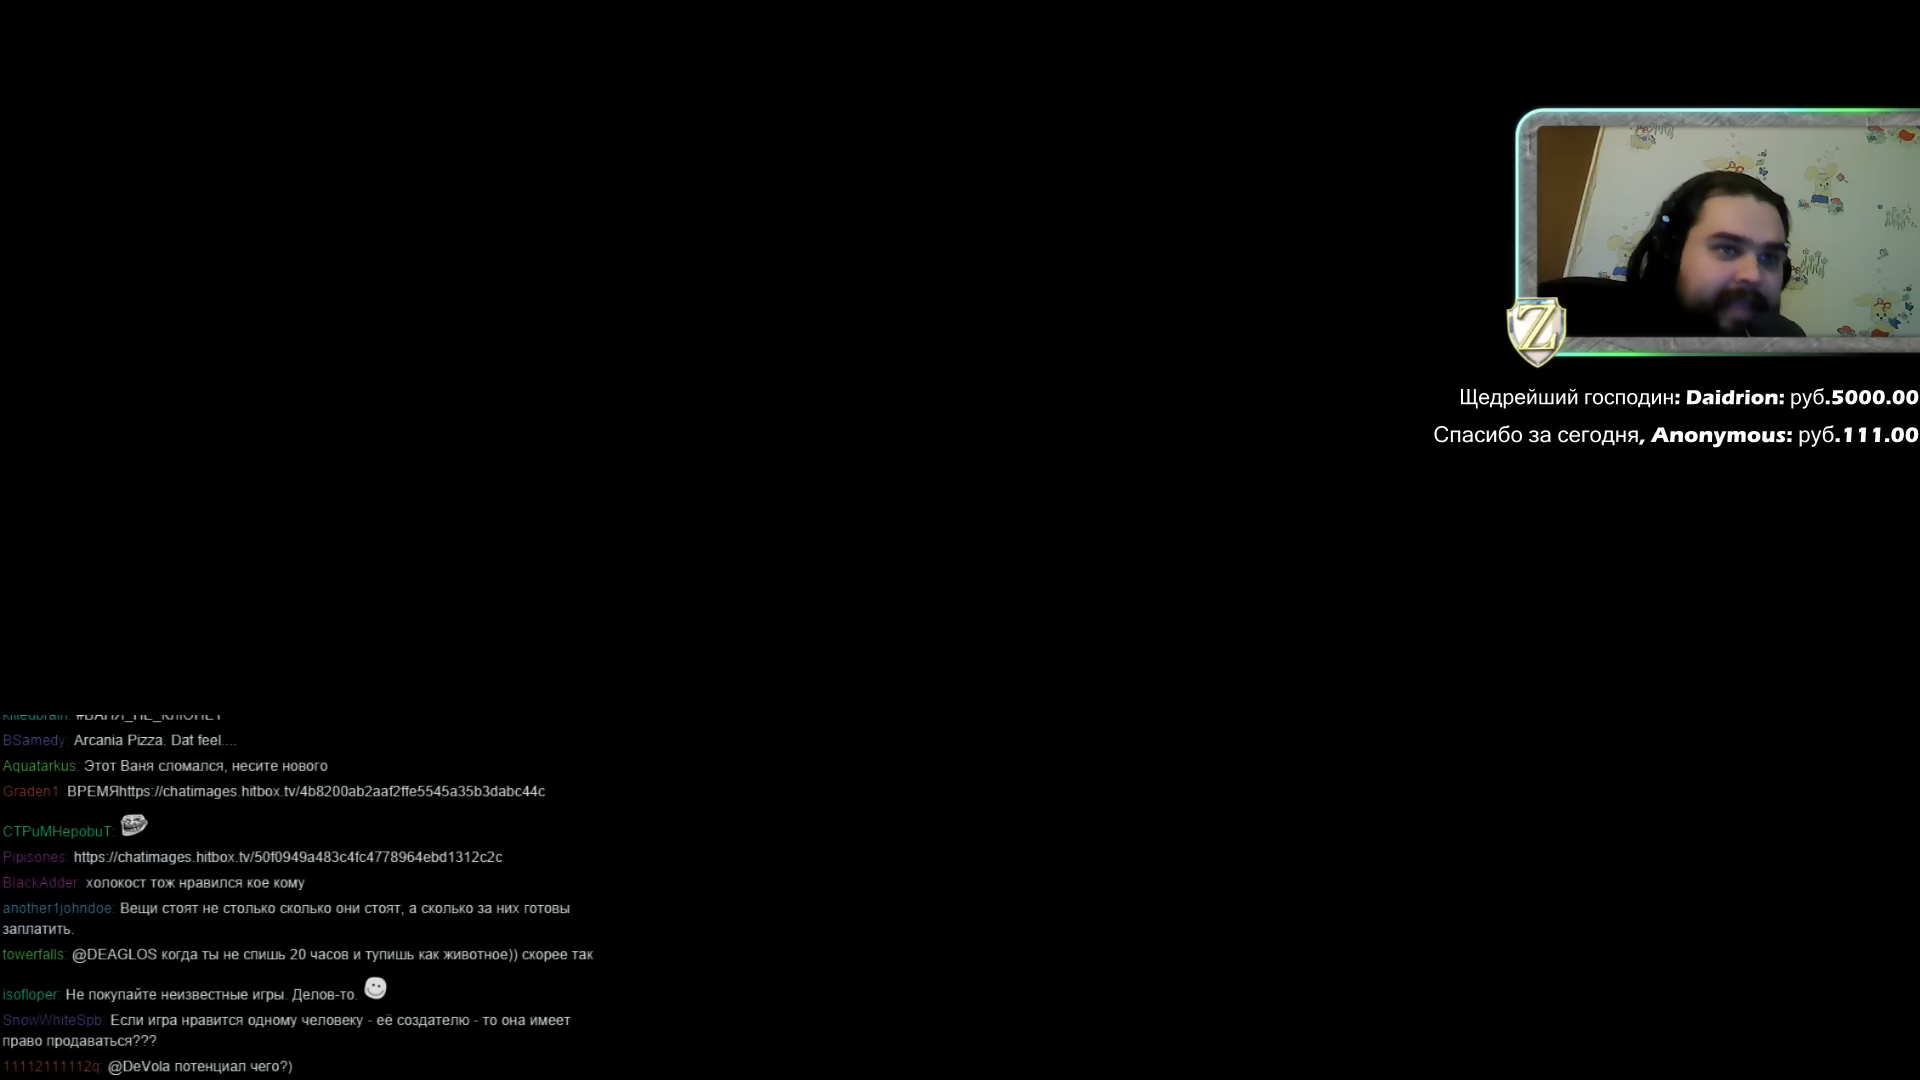 Z
Щедрейший господин: Daidrion: руб.5000.00
Спасибо за сегодня, Anonymous: руб.111.00
killedbrain: #ВАНЯ_НЕ_КЛЮНЕТ
BSamedy: Arcania Pizza. Dat feel....
Aquatarkus: Этот Ваня сломался, несите нового
Graden1: ВРЕМЯhttps://chatimages.hitbox.tv/4b8200ab2aaf2ffe5545a35b3dabc44c
CTPuMHepobuT:
Pipisones: https://chatimages.hitbox.tv/50f0949a483c4fc4778964ebd1312c2c
BlackAdder: холокост тож нравился кое кому
another1johndoe: Вещи стоят не столько сколько они стоят, а сколько за них готовы
заплатить.
towerfalls: @DEAGLOS когда ты не спишь 20 часов и тупишь как животное)) скорее так
isofloper: Не покупайте неизвестные игры. Делов-то.
SnowWhiteSpb: Если игра нравится одному человеку - её создателю - то она имеет
право продаваться???
11112111112q: @DeVola потенциал чего?)